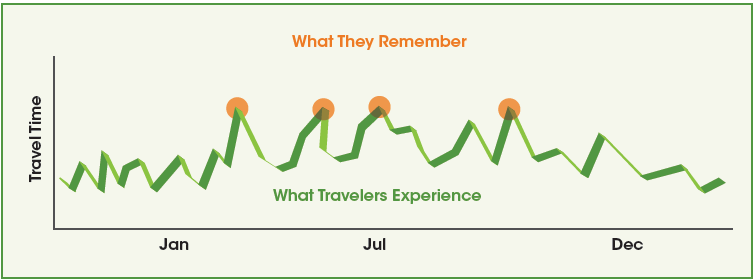 What They Remember
Travel Time
What Travelers Experience
Jan Jul Dec